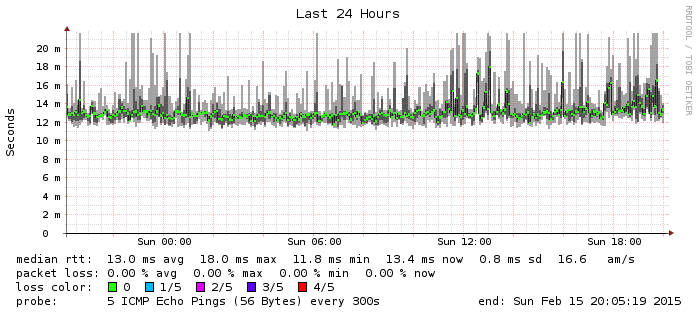 Last 24 Hours
RRDTOOL / TOBI OETIKER
Seconds
20 m
18 m
16 m
14 m
12 m
10 m
8 m
6 m
4 m
2 m
0
Sun 00:00 Sun 06:00 Sun 12:00 Sun 18:00
median rtt: 13.0 ms avg 18.0 ms max 11.8 ms min 13.4 ms now 0.8 ms sd 16.6 am/s
packet loss: 0.00 % avg 0.00 % max 0.00 % min 0.00 % now
loss color: 0 1/5 2/5 3/5 4/5
probe: 5 ICMP Echo Pings (56 Bytes) every 300s end: Sun Feb 15 20:05:19 2015